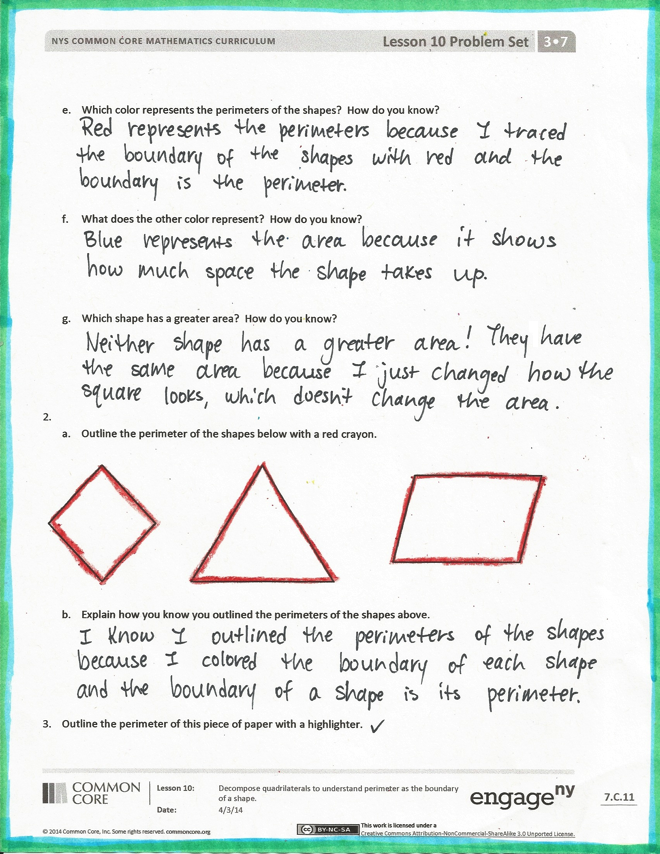 NYS COMMON CORE MATHEMATICS CURRICULUM Lesson 10 Problem Set 3•7
e. Which color represents the perimeters of the shapes? How do you know?
Red represents the perimeters because I traced
the boundary of the shapes with red and the
boundary is the perimeter.
f. What does the other color represent? How do you know?
Blue represents the area because it shows
how much space the shape takes up.
g. Which shape has a greater area? How do you know?
Neither shape has a greater area! They have
the same area because I just changed how the
square looks, which doesn't change the area.
2.
a. Outline the perimeter of the shapes below with a red crayon.
b. Explain how you know you outlined the perimeters of the shapes above.
I know I outlined the perimeters of the shapes
because I colored the boundary of each shape
and the boundary of a shape is its perimeter.
3. Outline the perimeter of this piece of paper with a highlighter. ✓
COMMON
CORE
Lesson 10: Decompose quadrilaterals to understand perimeter as the boundary
of a shape.
Date: 4/3/14
engageny
7.C.11
© 2014 Common Core, Inc. Some rights reserved. commoncore.org
CC BY-NC-SA
This work is licensed under a
Creative Commons Attribution-NonCommercial-ShareAlike 3.0 Unported License.